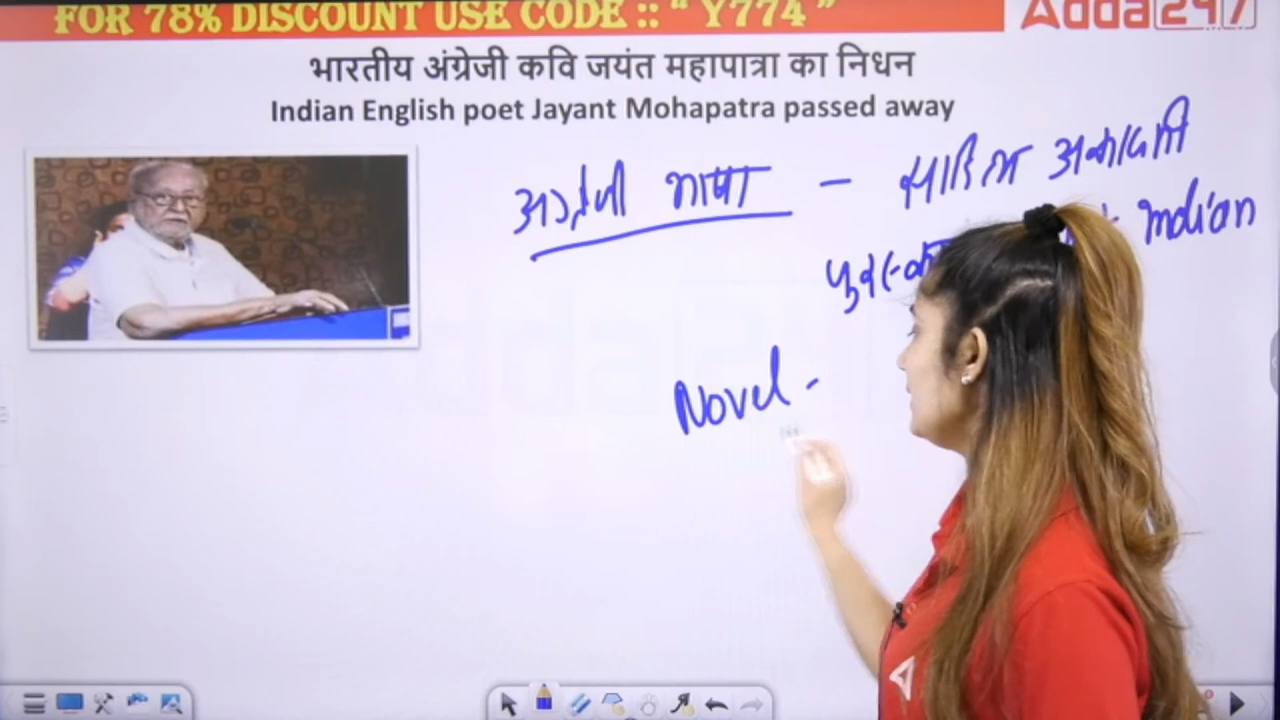 FOR 78% DISCOUNT USE CODE :: “ Y774 ”
Adda247
भारतीय अंग्रेजी कवि जयंत महापात्रा का निधन
Indian English poet Jayant Mohapatra passed away
अंग्रेजी भाषा – साहित्य अकादमी
Indian
Novel -